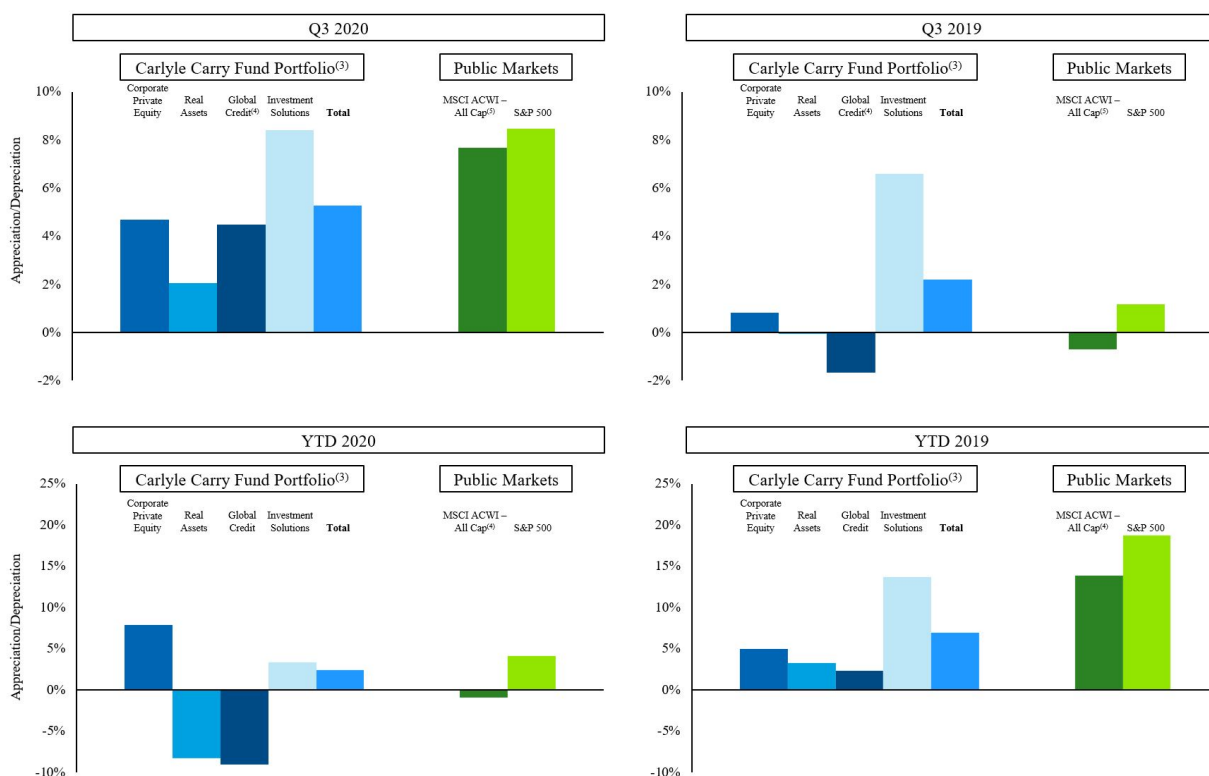 Q3 2020
Carlyle Carry Fund Portfolio(3)
Public Markets
Appreciation/Depreciation
10%
8%
6%
4%
2%
0%
-2%
Corporate
Private
Equity
Real
Assets
Global
Credit(4)
Investment
Solutions
Total
MSCI ACWI –
All Cap(5)
S&P 500
Q3 2019
Carlyle Carry Fund Portfolio(3)
Public Markets
10%
8%
6%
4%
2%
0%
-2%
Corporate
Private
Equity
Real
Assets
Global
Credit(4)
Investment
Solutions
Total
MSCI ACWI –
All Cap(5)
S&P 500
YTD 2020
Carlyle Carry Fund Portfolio(3)
Public Markets
Appreciation/Depreciation
25%
20%
15%
10%
5%
0%
-5%
-10%
Corporate
Private
Equity
Real
Assets
Global
Credit
Investment
Solutions
Total
MSCI ACWI –
All Cap(4)
S&P 500
YTD 2019
Carlyle Carry Fund Portfolio(3)
Public Markets
25%
20%
15%
10%
5%
0%
-5%
-10%
Corporate
Private
Equity
Real
Assets
Global
Credit
Investment
Solutions
Total
MSCI ACWI –
All Cap(4)
S&P 500